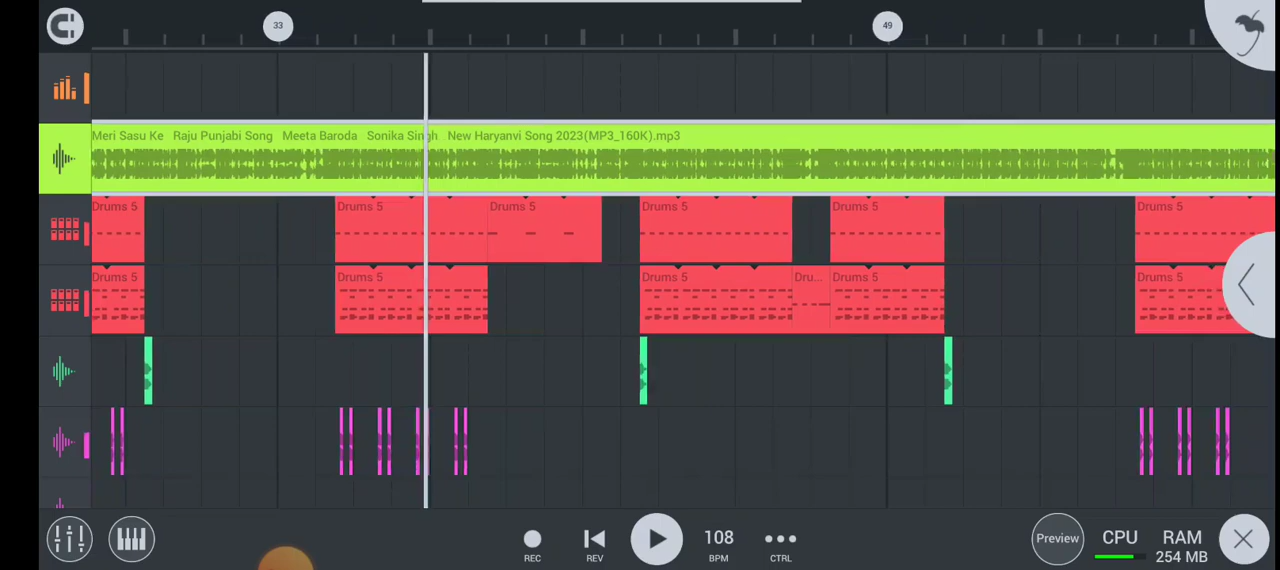 33
49
Meri Sasu Ke Raju Punjabi Song Meeta Baroda Sonika Singh New Haryanvi Song 2023(MP3_160K).mp3
Drums 5 Drums 5 Drums 5 Drums 5 Drums 5 Drums 5
Drums 5 Drums 5 Drums 5 Dru... Drums 5 Drums 5
REC
REV
108
BPM
CTRL
Preview
CPU
RAM
254 MB